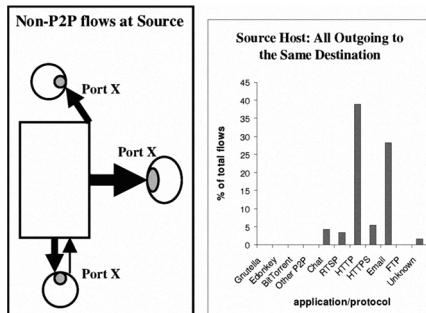 Non-P2P flows at Source
Port X
Port X
Port X
Source Host: All Outgoing to
the Same Destination
% of total flows
45
40
35
30
25
20
15
10
5
0
Gnutella
Edonkey
BitTorrent
Other P2P
Chat
RTSP
HTTP
HTTPS
Email
FTP
Unknown
application/protocol